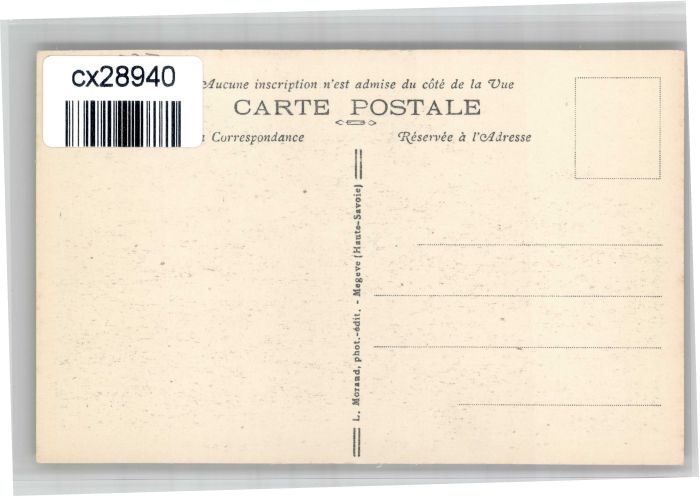 cx28940
Aucune inscription n'est admise du côté de la Vue
CARTE POSTALE
Correspondance
Réservée à l'Adresse
L. Morand, phot.-édit. - Megeve (Haute-Savoie)